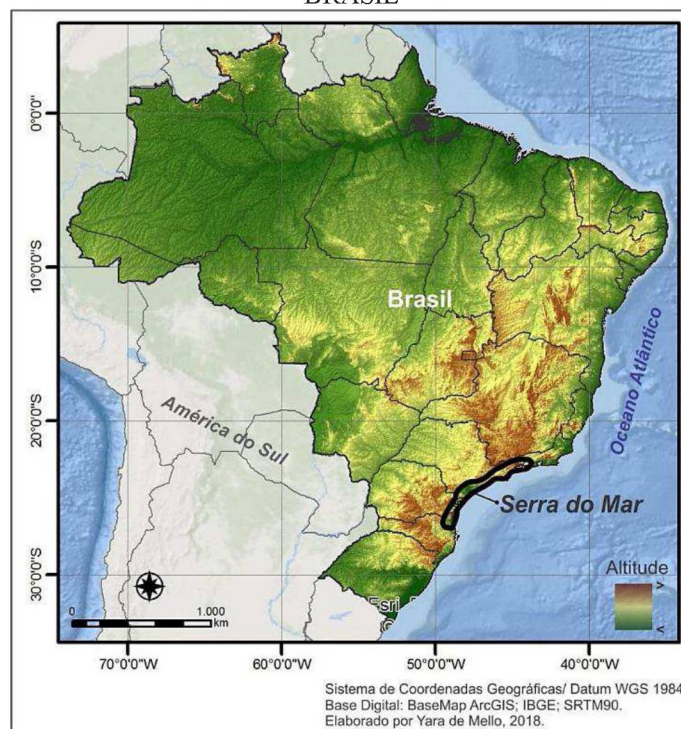 BRASIL
0°0'0"
10°0'0"S
20°0'0"S
30°0'0"S
Brasil
Oceano Atlântico
América do Sul
Serra do Mar
Altitude
>
<
Esri
0
1.000
km
70°0'0"W
60°0'0"W
50°0'0"W
40°0'0"W
Sistema de Coordenadas Geográficas/ Datum WGS 1984
Base Digital: BaseMap ArcGIS; IBGE; SRTM90.
Elaborado por Yara de Mello, 2018.